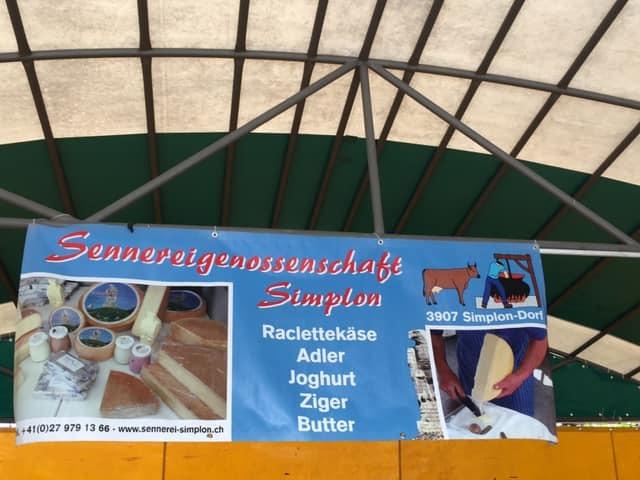 Sennereigenossenschaft
Simplon
3907 Simplon-Dorf
Raclettekäse
Adler
Joghurt
Ziger
Butter
+41(0)27 979 13 66 - www.sennerei-simplon.ch